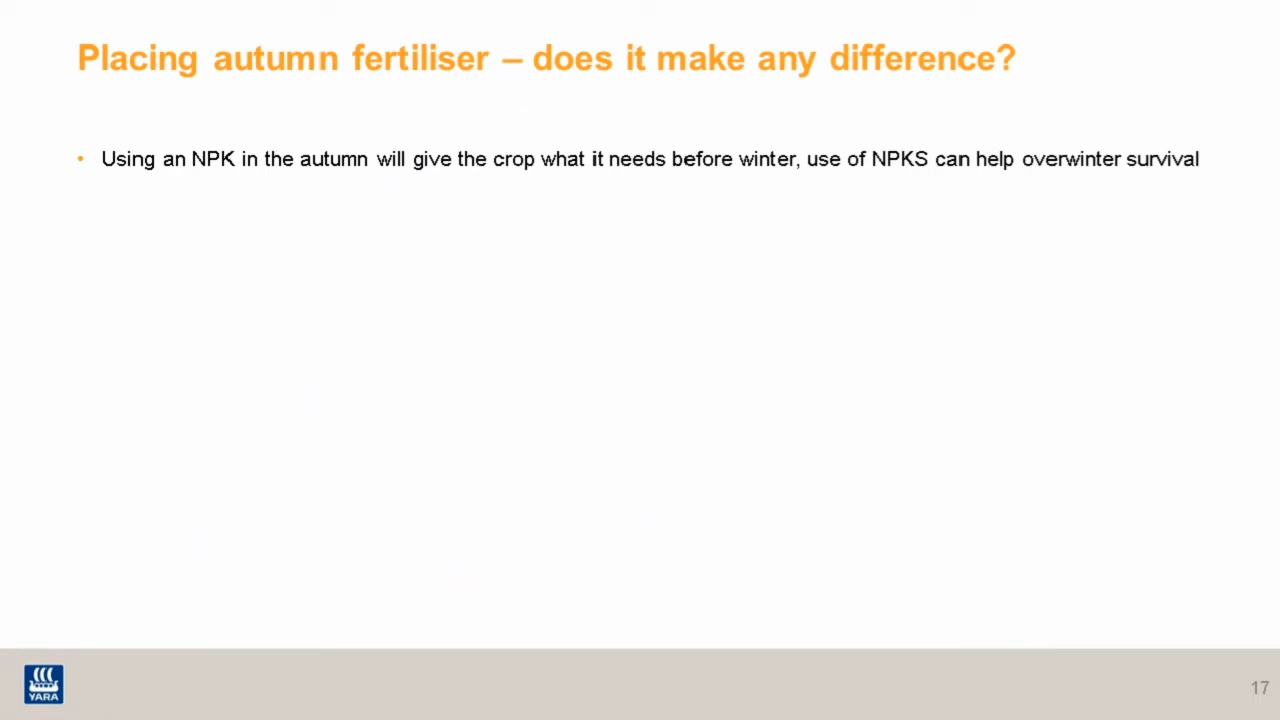 Placing autumn fertiliser – does it make any difference?
• Using an NPK in the autumn will give the crop what it needs before winter, use of NPKS can help overwinter survival
YARA
17